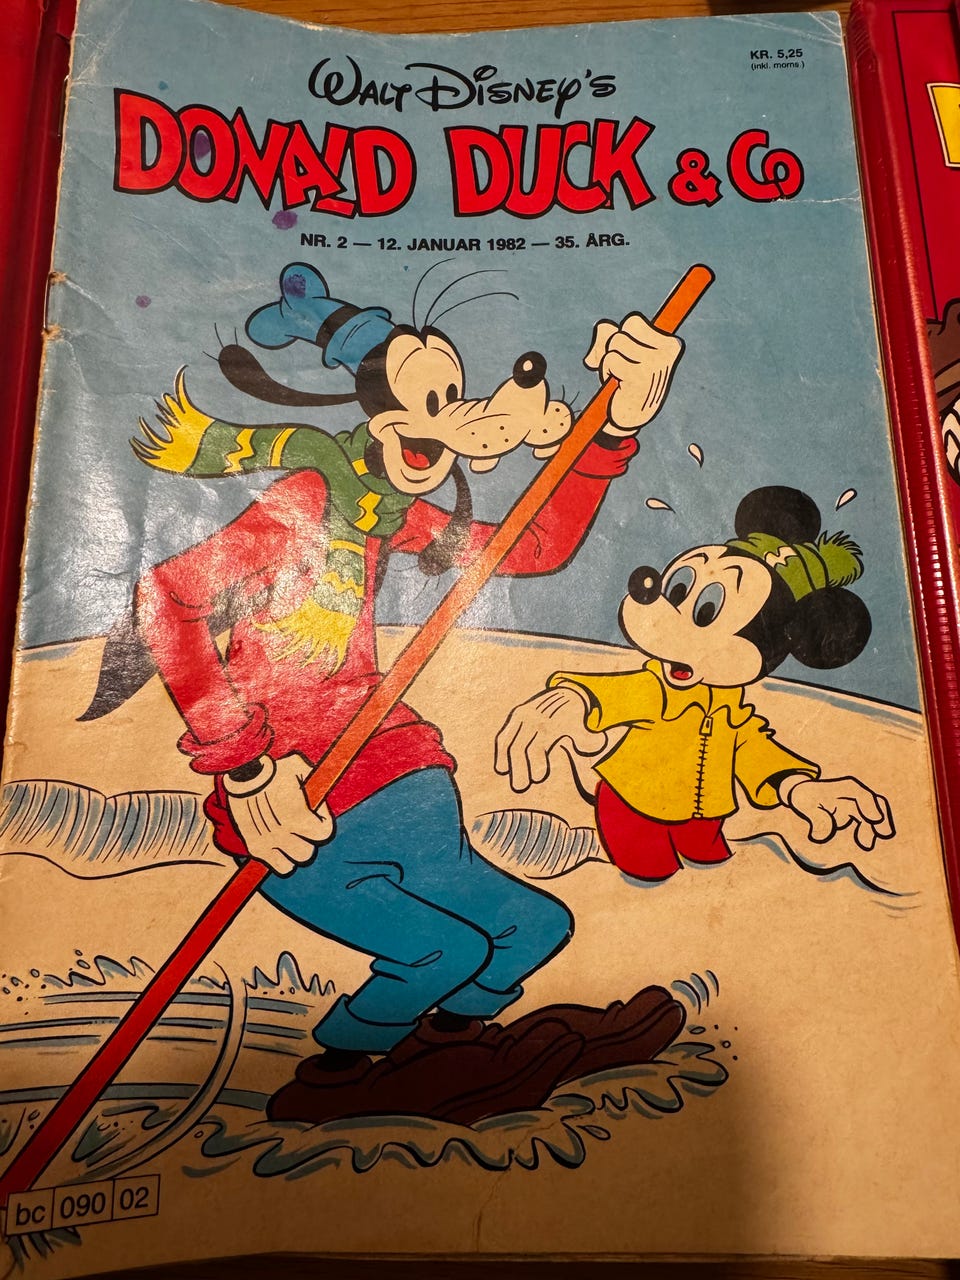 KR. 5,25
(inkl. moms.)
WALT DISNEY'S
DONALD DUCK & Co
NR. 2 — 12. JANUAR 1982 — 35. ÅRG.
bc 090 02